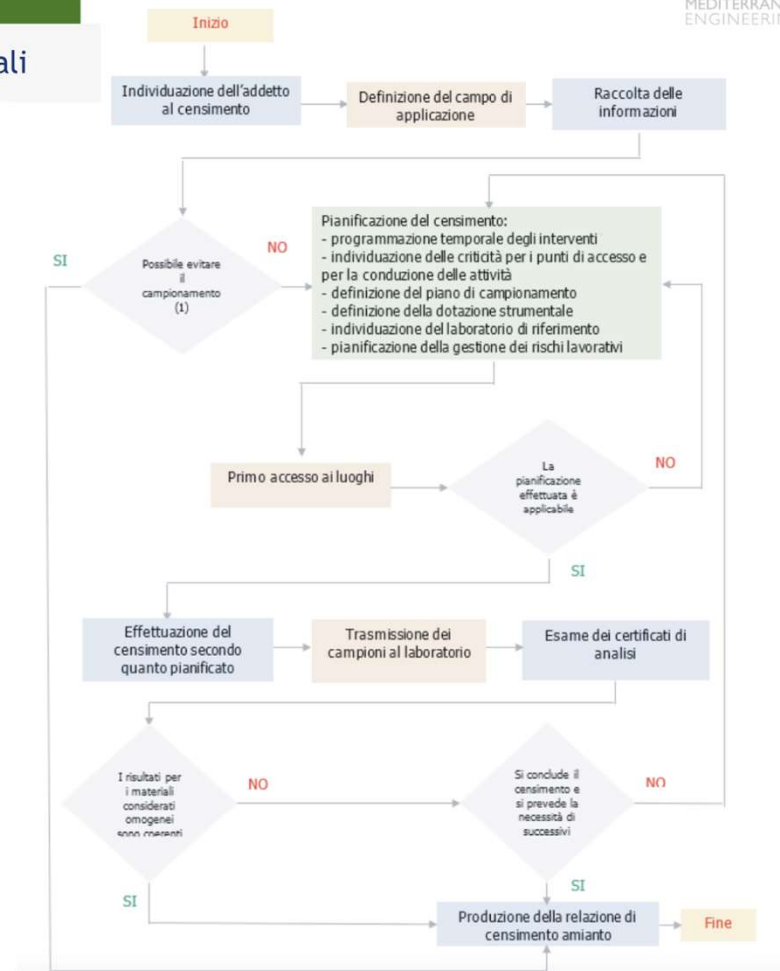 MEDITERRAN
ENGINEERIN
ali
Inizio
Individuazione dell'addetto
al censimento
Definizione del campo di
applicazione
Raccolta delle
informazioni
SI
Possibile evitare
il
campionamento
(1)
NO
Pianificazione del censimento:
- programmazione temporale degli interventi
- individuazione delle criticità per i punti di accesso e
per la conduzione delle attività
- definizione del piano di campionamento
- definizione della dotazione strumentale
- individuazione del laboratorio di riferimento
- pianificazione della gestione dei rischi lavorativi
Primo accesso ai luoghi
La
pianificazione
effettuata è
applicabile
NO
SI
Effettuazione del
censimento secondo
quanto pianificato
Trasmissione dei
campioni al laboratorio
Esame dei certificati di
analisi
I risultati per
i materiali
considerati
omogenei
sono coerenti
NO
Si conclude il
censimento e
si prevede la
necessità di
successivi
NO
SI
SI
Produzione della relazione di
censimento amianto
Fine